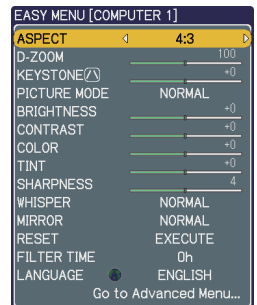 EASY MENU [COMPUTER 1]
ASPECT 4:3
D-ZOOM 100
KEYSTONE +0
PICTURE MODE NORMAL
BRIGHTNESS +0
CONTRAST +0
COLOR +0
TINT +0
SHARPNESS 4
WHISPER NORMAL
MIRROR NORMAL
RESET EXECUTE
FILTER TIME 0h
LANGUAGE ENGLISH
Go to Advanced Menu...